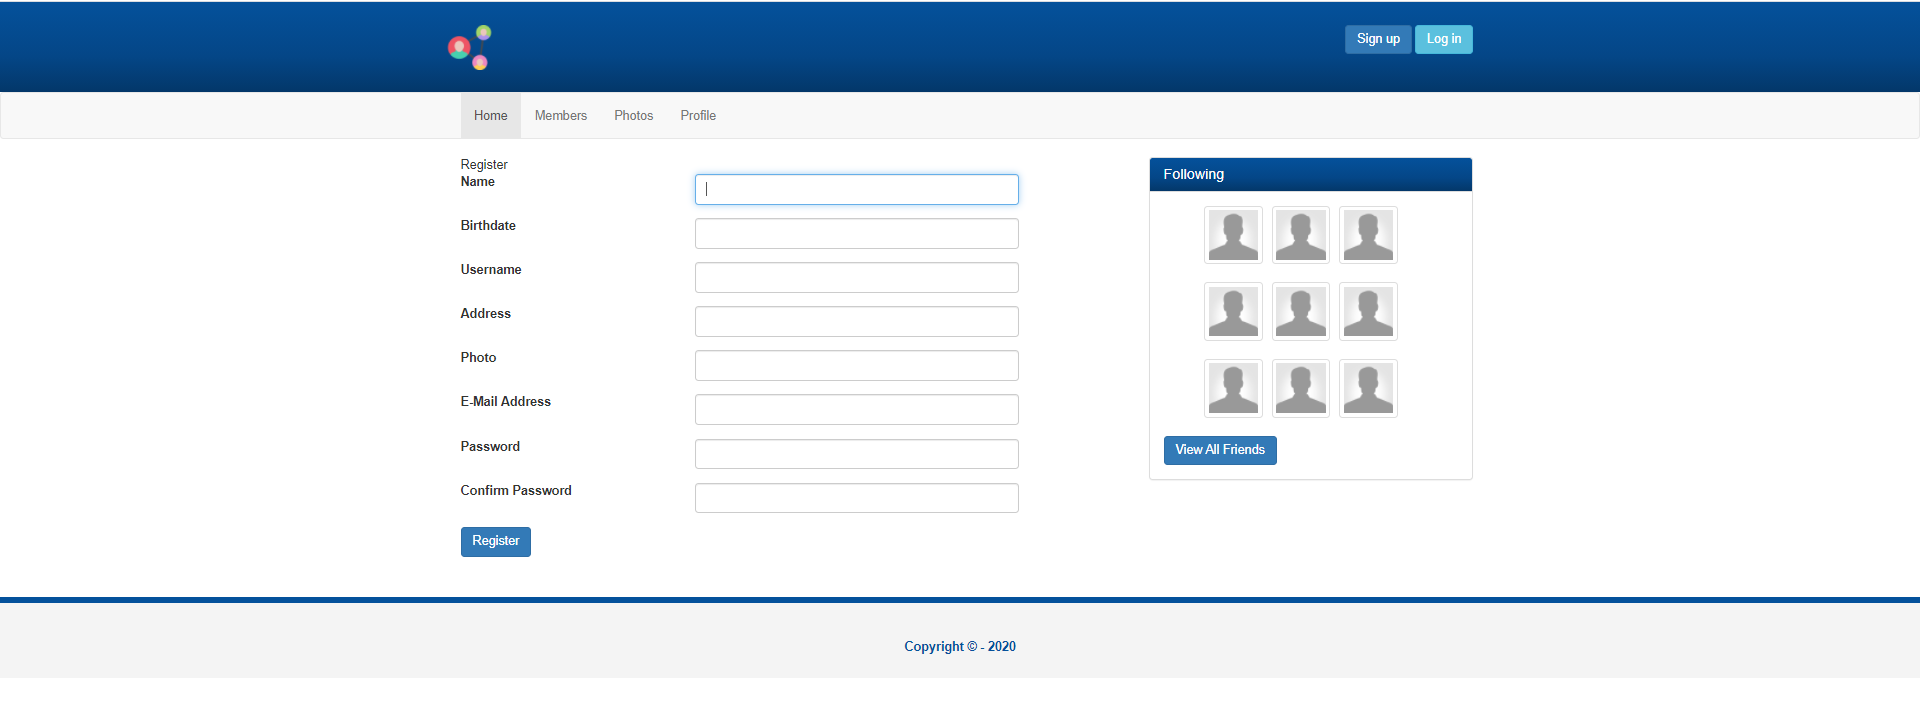 Sign up
Log in
Home
Members
Photos
Profile
Register
Name
Birthdate
Username
Address
Photo
E-Mail Address
Password
Confirm Password
Register
Following
View All Friends
Copyright © - 2020